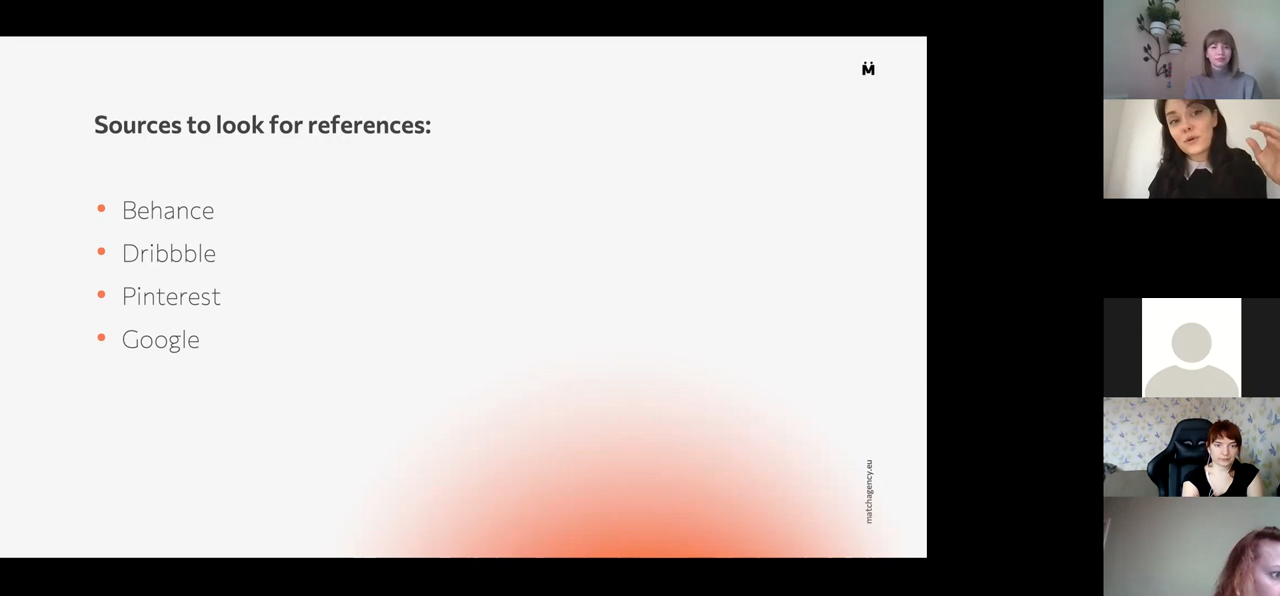 M̈
Sources to look for references:
Behance
Dribbble
Pinterest
Google
matchagency.eu